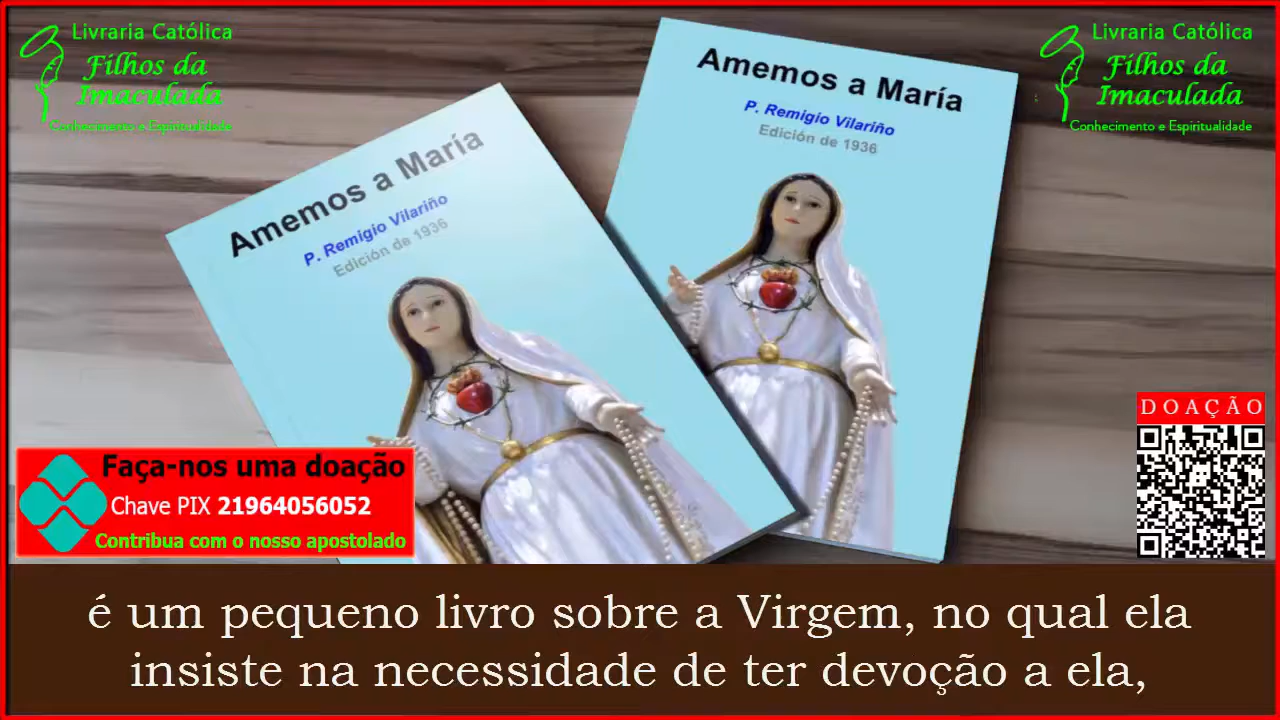 Livraria Católica
Filhos da
Imaculada
Conhecimento e Espiritualidade
Livraria Católica
Filhos da
Imaculada
Conhecimento e Espiritualidade
Amemos a María
P. Remigio Vilariño
Edición de 1936
Amemos a María
P. Remigio Vilariño
Edición de 1936
DOAÇÃO
Faça-nos uma doação
Chave PIX 21964056052
Contribua com o nosso apostolado
é um pequeno livro sobre a Virgem, no qual ela
insiste na necessidade de ter devoção a ela,